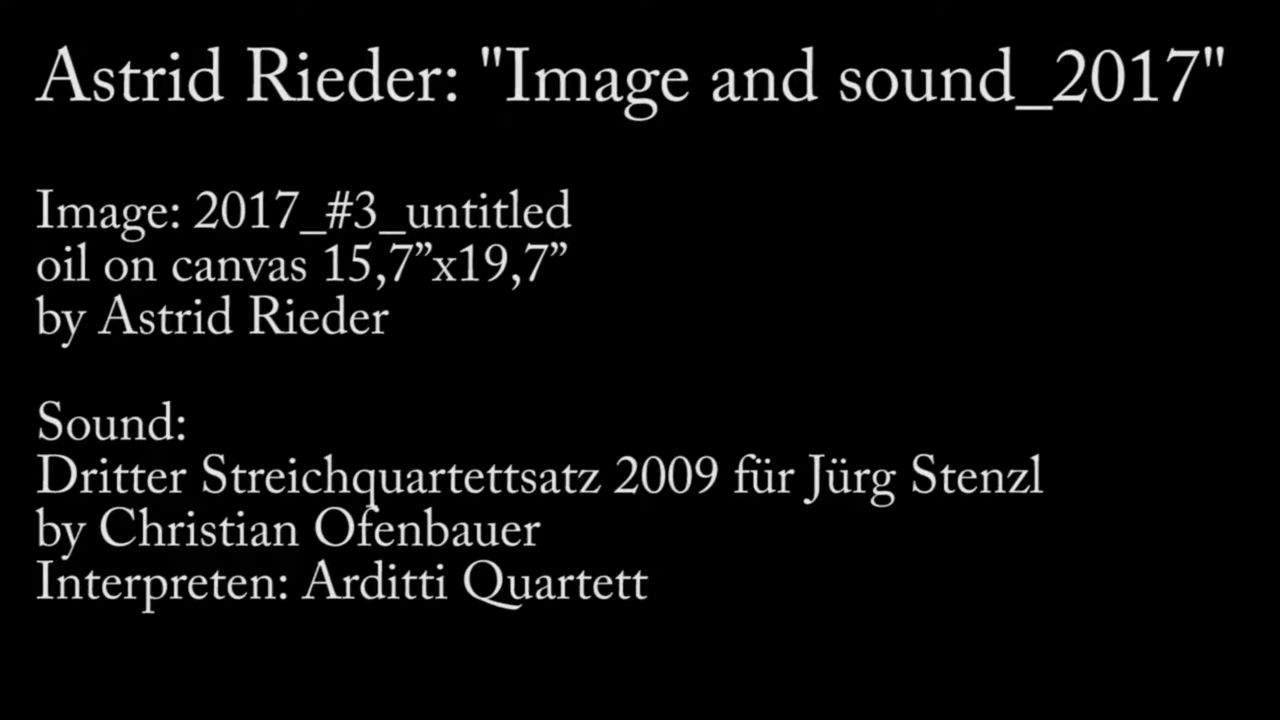 Astrid Rieder: "Image and sound_2017"
Image: 2017_#3_untitled
oil on canvas 15,7”x19,7”
by Astrid Rieder
Sound:
Dritter Streichquartettsatz 2009 für Jürg Stenzl
by Christian Ofenbauer
Interpreten: Arditti Quartett